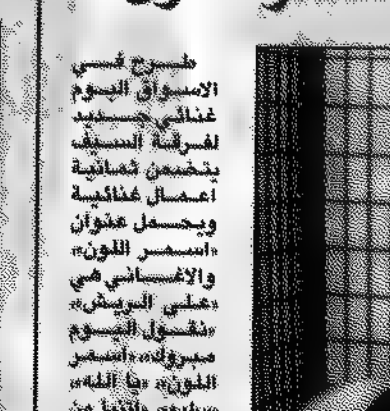 طرح في
الاسواق البوم
غنائي جديد
لفرقة السيف
يتضمن ثمانية
اعمال غنائية
ويحمل عنوان
«اسمر اللون»
والاغاني هي
«على الريش»
«نقول اليوم
مبروك» «اسمر
اللون» «يا الله»